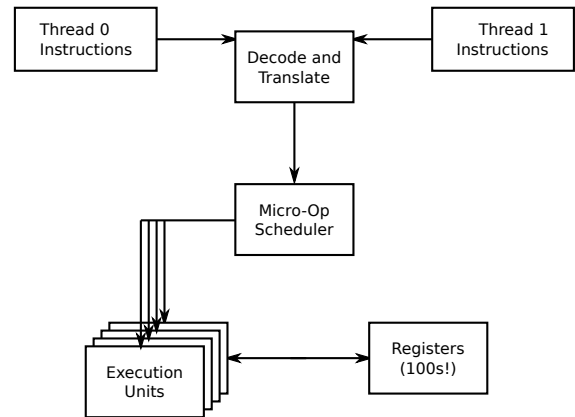 Thread 0
Instructions
Thread 1
Instructions
Decode and
Translate
Micro-Op
Scheduler
Execution
Units
Registers
(100s!)